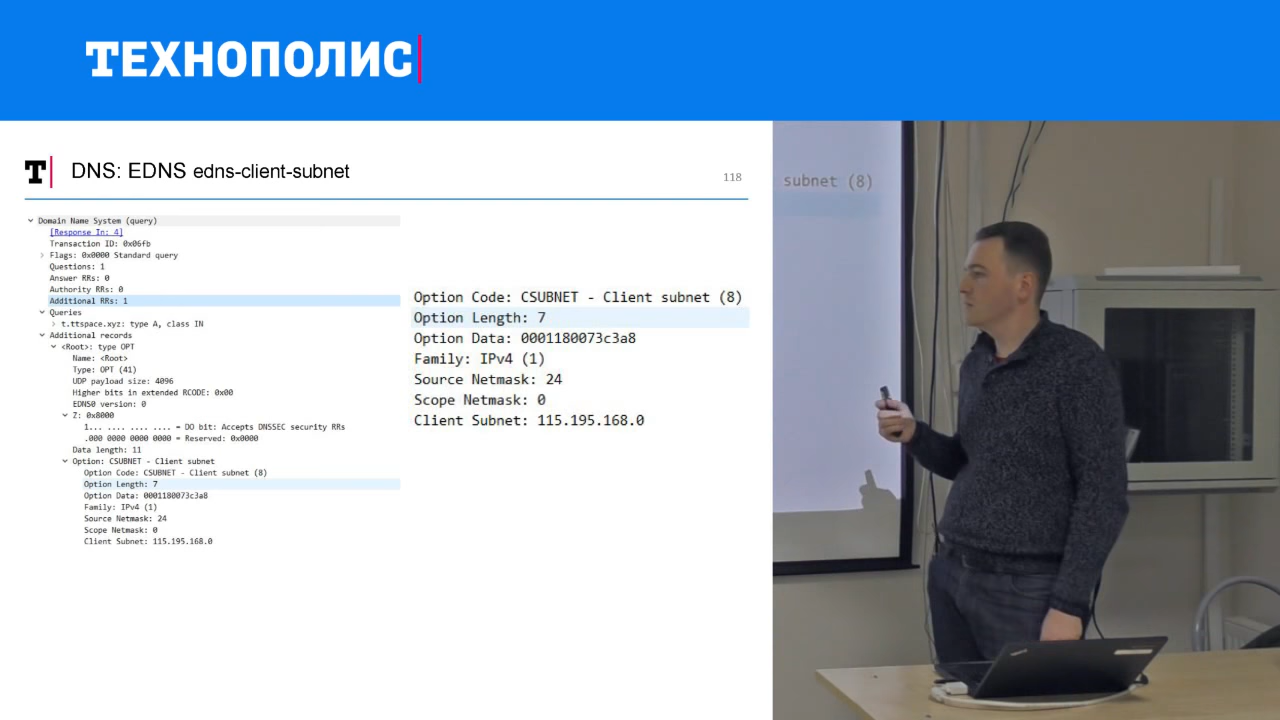 ТЕХНОПОЛИС
T DNS: EDNS edns-client-subnet
118
Domain Name System (query)
[Response In: 4]
Transaction ID: 0x06fb
Flags: 0x0000 Standard query
Questions: 1
Answer RRs: 0
Authority RRs: 0
Additional RRs: 1
Queries
t.ttspace.xyz: type A, class IN
Additional records
<Root>: type OPT
Name: <Root>
Type: OPT (41)
UDP payload size: 4096
Higher bits in extended RCODE: 0x00
EDNS0 version: 0
Z: 0x8000
1... .... .... .... = DO bit: Accepts DNSSEC security RRs
.000 0000 0000 0000 = Reserved: 0x0000
Data length: 11
Option: CSUBNET - Client subnet
Option Code: CSUBNET - Client subnet (8)
Option Length: 7
Option Data: 0001180073c3a8
Family: IPv4 (1)
Source Netmask: 24
Scope Netmask: 0
Client Subnet: 115.195.168.0
Option Code: CSUBNET - Client subnet (8)
Option Length: 7
Option Data: 0001180073c3a8
Family: IPv4 (1)
Source Netmask: 24
Scope Netmask: 0
Client Subnet: 115.195.168.0
subnet (8)